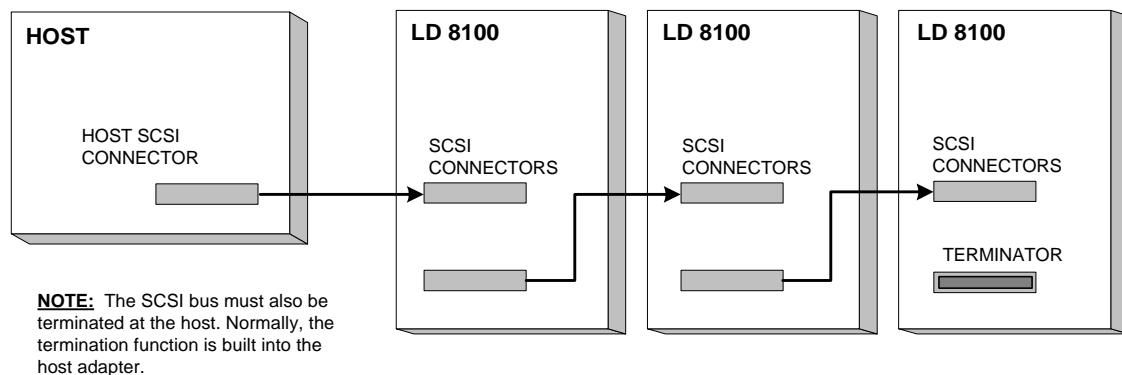 HOST
HOST SCSI
CONNECTOR
LD 8100
SCSI
CONNECTORS
LD 8100
SCSI
CONNECTORS
LD 8100
SCSI
CONNECTORS
TERMINATOR
NOTE: The SCSI bus must also be
terminated at the host. Normally, the
termination function is built into the
host adapter.